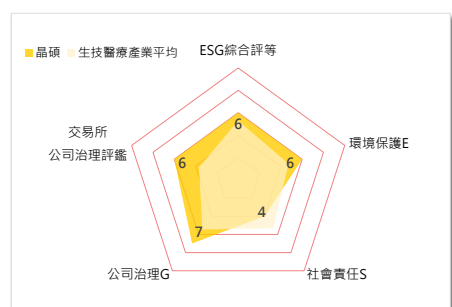 晶碩 生技醫療產業平均
ESG綜合評等
6
交易所
公司治理評鑑
6
6
環境保護E
4
7
公司治理G
社會責任S